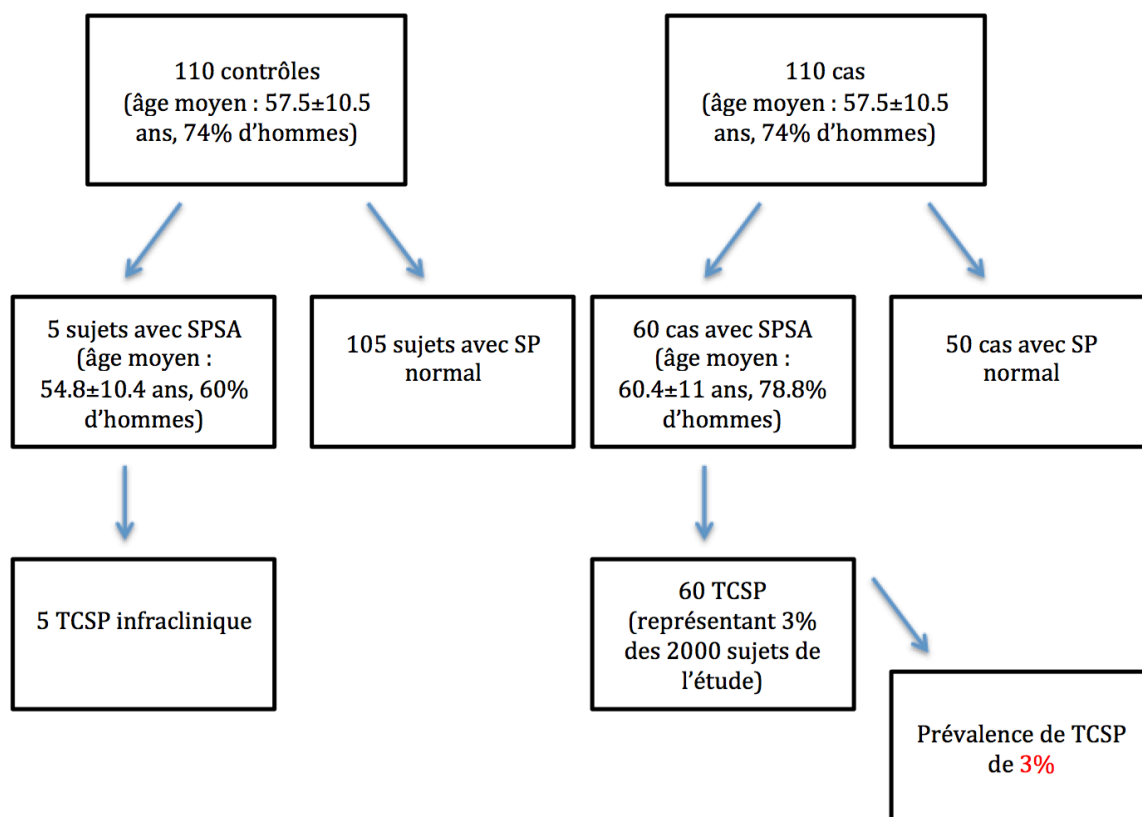 110 contrôles
(âge moyen : 57.5±10.5
ans, 74% d’hommes)
110 cas
(âge moyen : 57.5±10.5
ans, 74% d’hommes)
5 sujets avec SPSA
(âge moyen :
54.8±10.4 ans, 60%
d’hommes)
105 sujets avec SP
normal
60 cas avec SPSA
(âge moyen :
60.4±11 ans, 78.8%
d’hommes)
50 cas avec SP
normal
5 TCSP infraclinique
60 TCSP
(représentant 3%
des 2000 sujets de
l’étude)
Prévalence de TCSP
de 3%